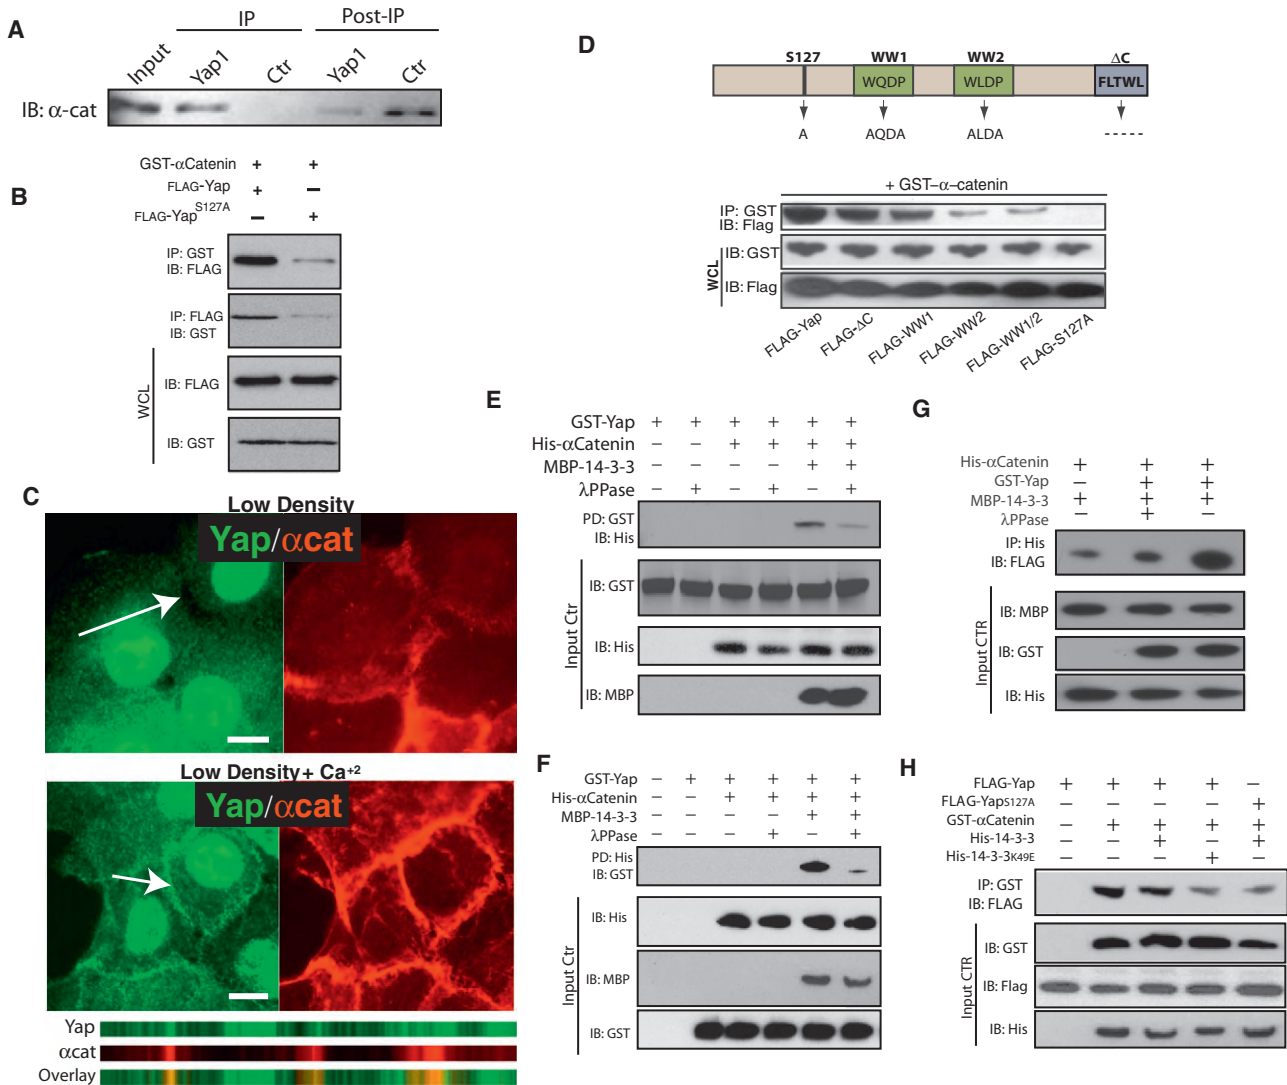 A
IP
Post-IP
Input
Yap1
Ctr
Yap1
Ctr
IB: α-cat
B
GST-αCatenin + +
FLAG-Yap + –
FLAG-Yap S127A – +
IP: GST
IB: FLAG
IP: FLAG
IB: GST
WCL
IB: FLAG
IB: GST
C
Low Density
Yap/αcat
Low Density+ Ca+2
Yap/αcat
Yap
αcat
Overlay
D
S127 WW1 WW2 ΔC
WQDP WLDP FLTWL
A AQDA ALDA -----
+ GST–α–catenin
IP: GST
IB: Flag
WCL
IB: GST
IB: Flag
FLAG-Yap
FLAG-ΔC
FLAG-WW1
FLAG-WW2
FLAG-WW1/2
FLAG-S127A
E
GST-Yap + + + + + +
His-αCatenin – – + + + +
MBP-14-3-3 – – – – + +
λPPase – + – + – +
PD: GST
IB: His
Input Ctr
IB: GST
IB: His
IB: MBP
F
GST-Yap – + + + + +
His-αCatenin – – + + + +
MBP-14-3-3 – – – – + +
λPPase – – – + – +
PD: His
IB: GST
Input Ctr
IB: His
IB: MBP
IB: GST
G
His-αCatenin + + +
GST-Yap – + +
MBP-14-3-3 + + +
λPPase – + –
IP: His
IB: FLAG
Input CTR
IB: MBP
IB: GST
IB: His
H
FLAG-Yap + + + + –
FLAG-YapS127A – – – – +
GST-αCatenin – + + + +
His-14-3-3 – – + – +
His-14-3-3K49E – – – + –
IP: GST
IB: FLAG
Input CTR
IB: GST
IB: Flag
IB: His